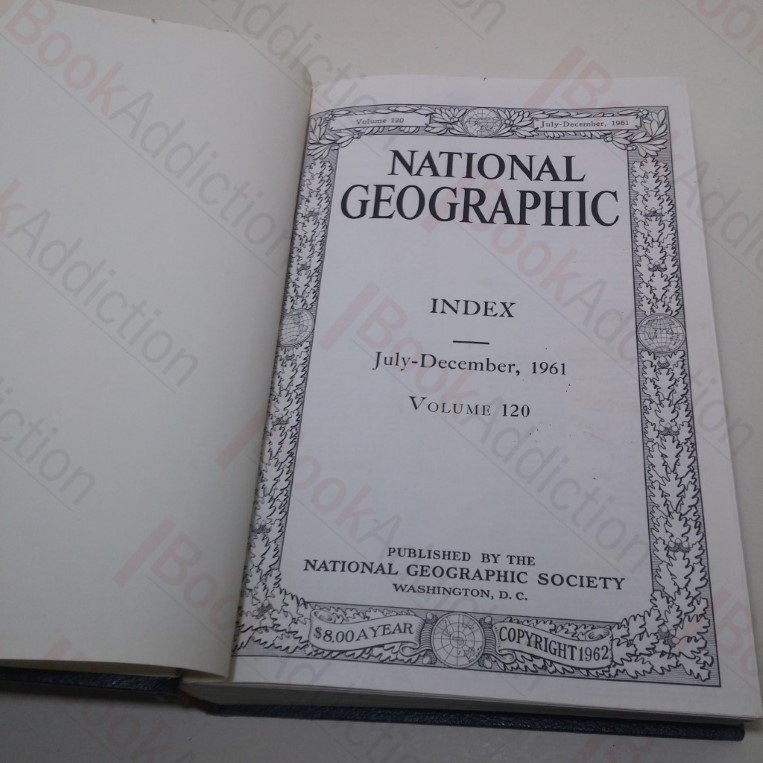 Volume 120
July-December, 1961
NATIONAL
GEOGRAPHIC
INDEX
July-December, 1961
VOLUME 120
PUBLISHED BY THE
NATIONAL GEOGRAPHIC SOCIETY
WASHINGTON, D. C.
$8.00 A YEAR
COPYRIGHT 1962
BookAddiction